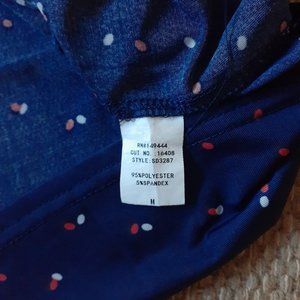 RN#149444
CUT NO. 16408
STYLE:SD3287
95%POLYESTER
5%SPANDEX
M